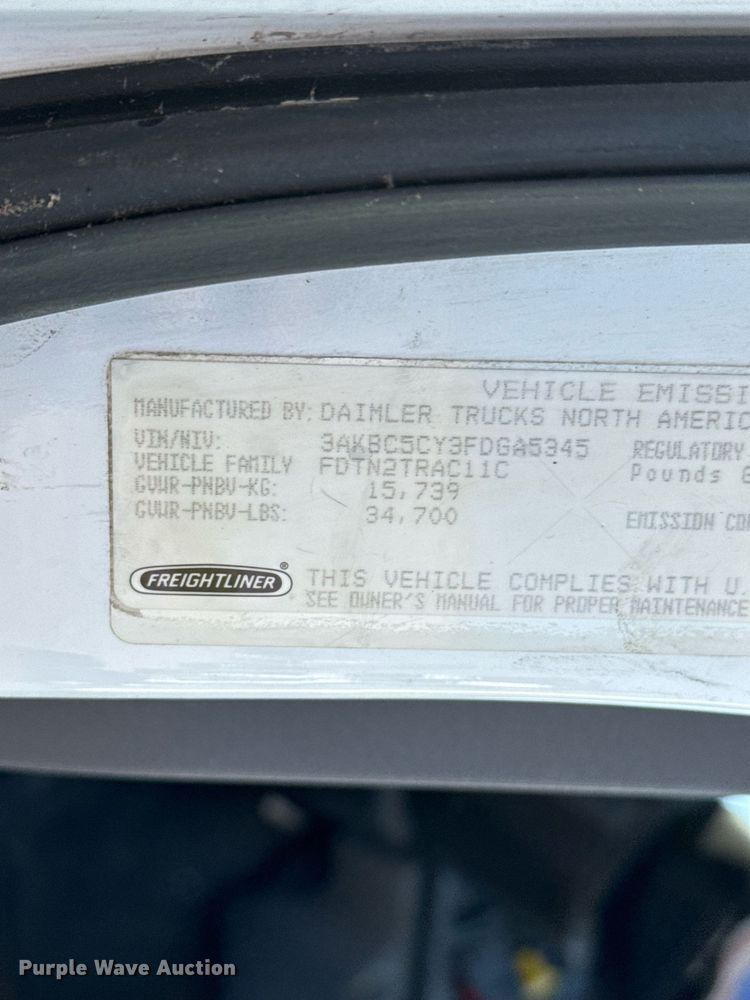 VEHICLE EMISSI
MANUFACTURED BY: DAIMLER TRUCKS NORTH AMERIC
VIN/NIV: 3AKBC5CY3FDGA5345 REGULATORY
VEHICLE FAMILY FDTN2TRAC11C Pounds
GVWR-PNBV-KG: 15,739
GVWR-PNBV-LBS: 34,700 EMISSION CON
FREIGHTLINER® THIS VEHICLE COMPLIES WITH U.
SEE OWNER'S MANUAL FOR PROPER MAINTENANCE
Purple Wave Auction